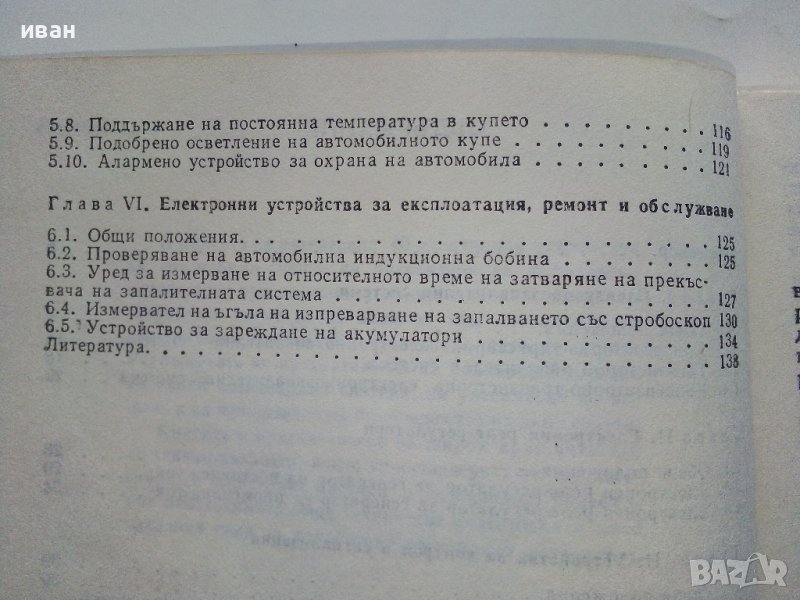 иван
5.8. Поддържане на постоянна температура в купето . . . . . . . . . 116
5.9. Подобрено осветление на автомобилното купе . . . . . . . . . . 119
5.10. Алармено устройство за охрана на автомобила . . . . . . . . . 121
Глава VI. Електронни устройства за експлоатация, ремонт и обслужване
6.1. Общи положения. . . . . . . . . . . . . . . . . . . . . . . . 125
6.2. Проверяване на автомобилна индукционна бобина . . . . . . . . 125
6.3. Уред за измерване на относителното време на затваряне на прекъс-
вача на запалителната система . . . . . . . . . . . . . . . . . . 127
6.4. Измервател на ъгъла на изпреварване на запалването със стробоскоп 130
6.5. Устройство за зареждане на акумулатори . . . . . . . . . . . . 134
Литература. . . . . . . . . . . . . . . . . . . . . . . . . . . . 138
BAZAR
bg